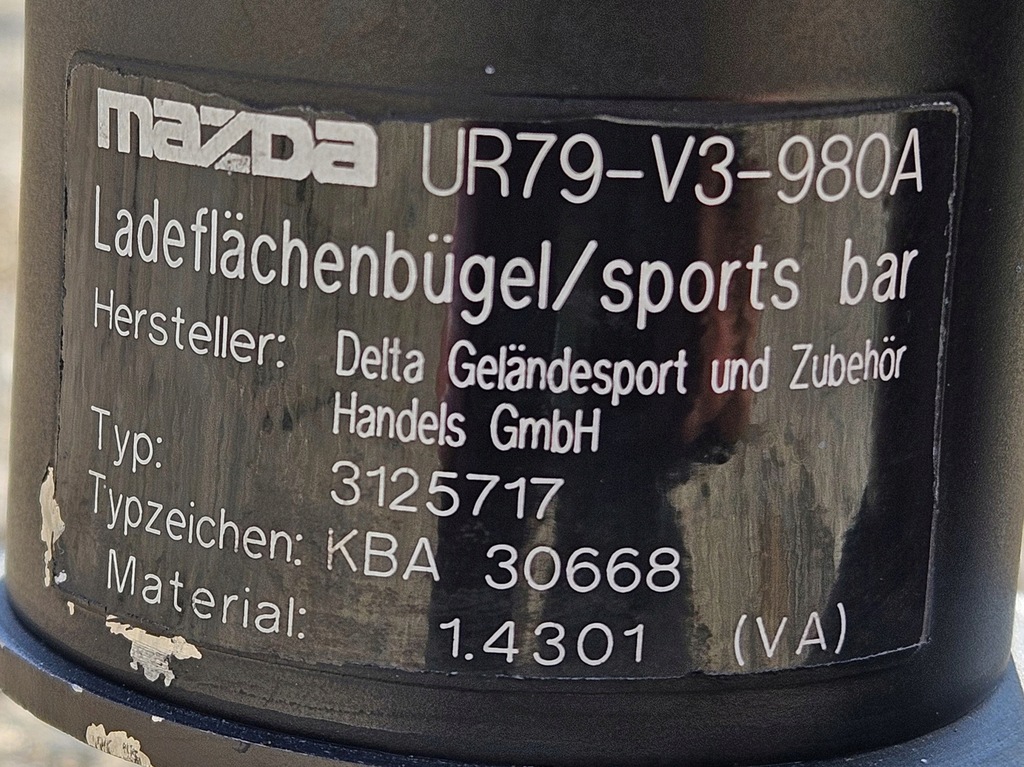 mazda UR79-V3-980A
Ladeflächenbügel/sports bar
Hersteller: Delta Geländesport und Zubehör
Handels GmbH
Typ: 3125717
Typzeichen: KBA 30668
Material: 1.4301 (VA)